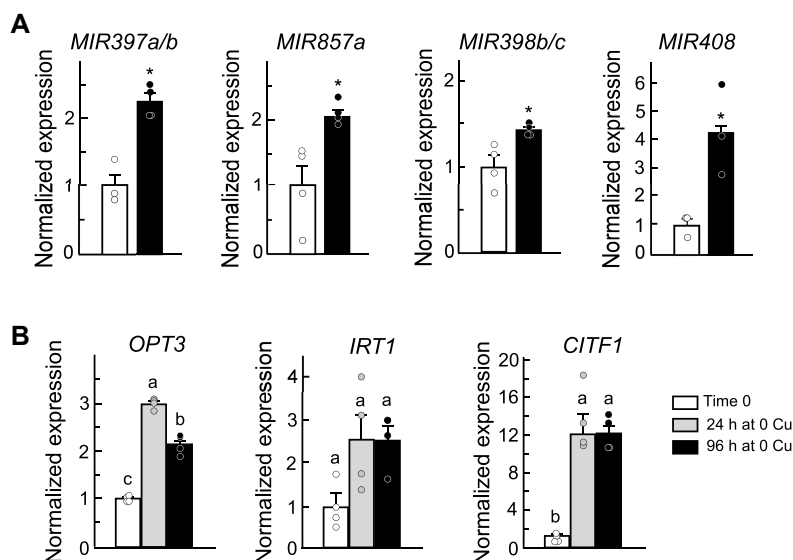 A
MIR397a/b MIR857a MIR398b/c MIR408
Normalized expression
2
1
0
*
Normalized expression
2
1
0
*
Normalized expression
2
1
0
*
Normalized expression
6
5
4
3
2
1
0
*
B
OPT3 IRT1 CITF1
Normalized expression
4
3
2
1
0
c
a
b
Normalized expression
4
3
2
1
0
a
a
a
Normalized expression
20
16
12
8
4
0
b
a
a
Time 0
24 h at 0 Cu
96 h at 0 Cu